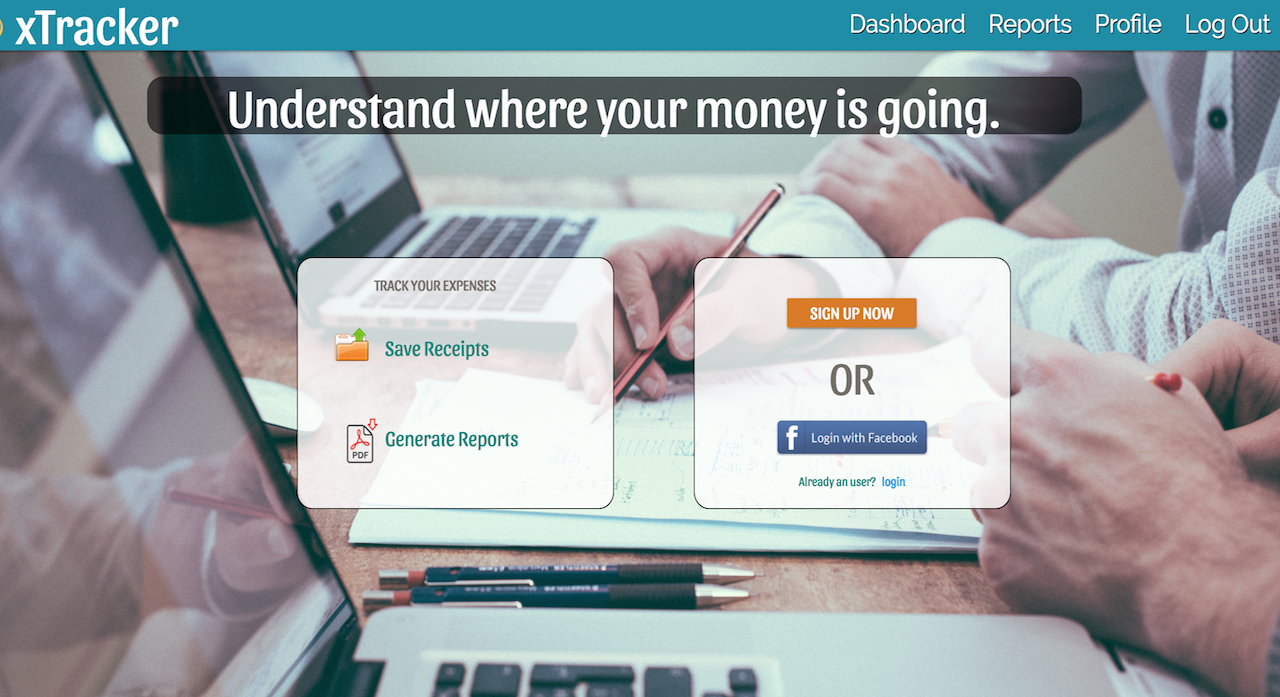 xTracker
Dashboard Reports Profile Log Out
Understand where your money is going.
TRACK YOUR EXPENSES
Save Receipts
PDF
Generate Reports
SIGN UP NOW
OR
f Login with Facebook
Already an user? login